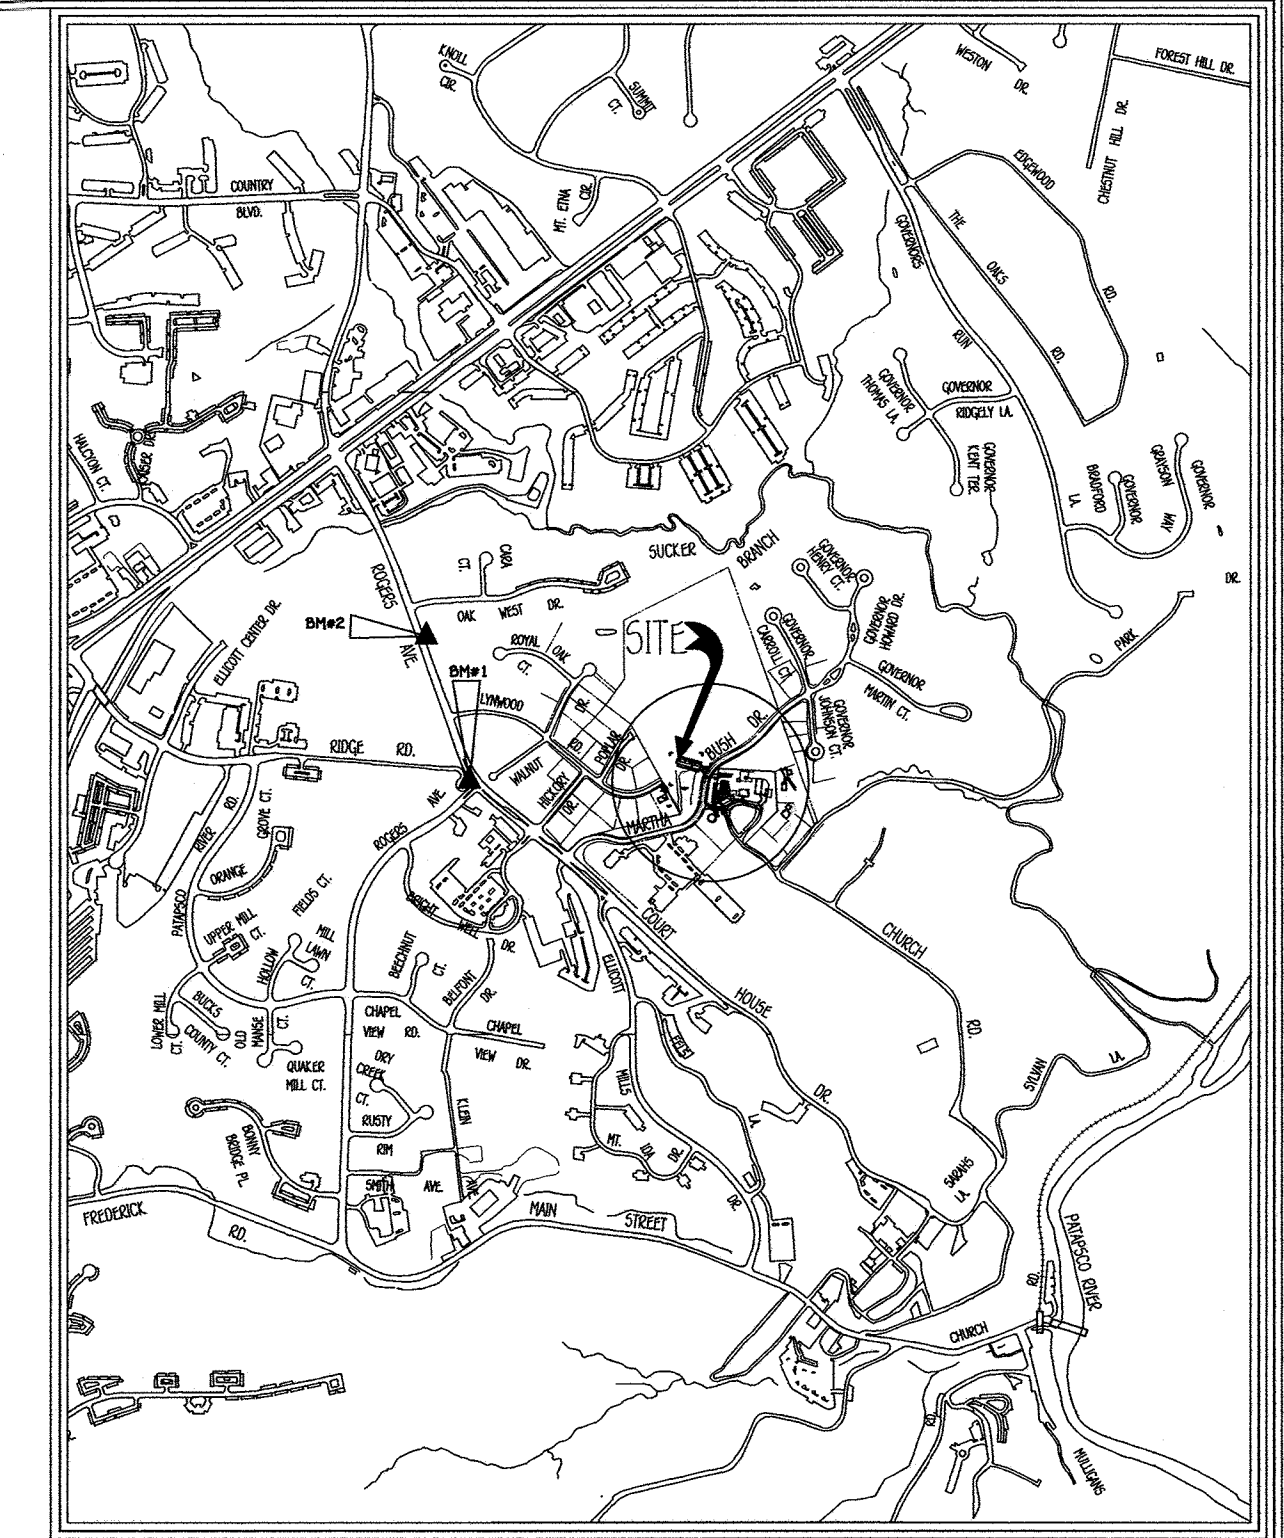 KNOLL
CIR.
SUMMIT
CT.
WESTON
DR.
FOREST HILL DR.
CHESTNUT HILL DR.
COUNTRY
BLVD.
MT. ETNA
CIR.
EDGEWOOD
RD.
THE
OAKS
RD.
GOVERNORS
RUN
LA.
GOVERNOR
THOMAS LA.
GOVERNOR
RIDGELY LA.
GOVERNOR
KENT TER.
GOVERNOR
BRADFORD
GOVERNOR
GRAYSON
WAY
HALCYON CT.
DR.
ROGERS
AVE.
CARA
CT.
OAK WEST DR.
SUCKER
BRANCH
GOVERNOR
HENRY CT.
GOVERNOR
HOWARD DR.
GOVERNOR
CARROLL CT.
GOVERNOR
MARTIN CT.
GOVERNOR
JOHNSON CT.
PARK
DR.
ELLICOTT CENTER DR.
BM#2
BM#1
ROYAL OAK
CT.
DR.
SITE
LYNWOOD
RD.
POPLAR
DR.
WALNUT
HICKORY
DR.
BUSH DR.
MARTHA
RIDGE RD.
ROGERS
AVE.
PATAPSCO
RIVER
RD.
GROVE CT.
ORANGE
FIELDS CT.
UPPER MILL
CT.
HOLLOW
MILL
LAWN
CT.
WELL
DR.
BEECHNUT
CT.
BELFONT
DR.
ELLICOTT
COURT
HOUSE
DR.
CHURCH
RD.
LOWER MILL
CT.
BUCKS
COUNTY CT.
OLD
MANSE
CT.
QUAKER
MILL CT.
CHAPEL
VIEW RD.
CHAPEL
VIEW DR.
DRY
CREEK
CT.
RUSTY
RIM
KLEIN
AVE.
SMITH AVE.
FELS
LA.
MILLS
DR.
MT.
IDA
DR.
SYLVAN
LA.
SARAHS
LA.
BONNY
BRIDGE PL.
FREDERICK
RD.
MAIN STREET
PATAPSCO RIVER
RD.
CHURCH
RD.
MULLIGANS